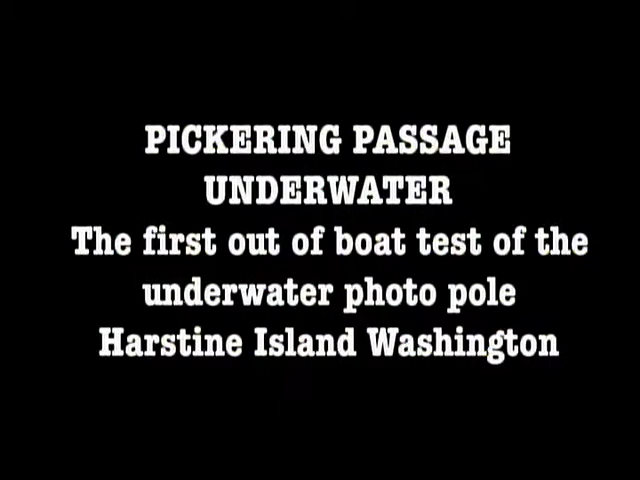 PICKERING PASSAGE
UNDERWATER
The first out of boat test of the
underwater photo pole
Harstine Island Washington